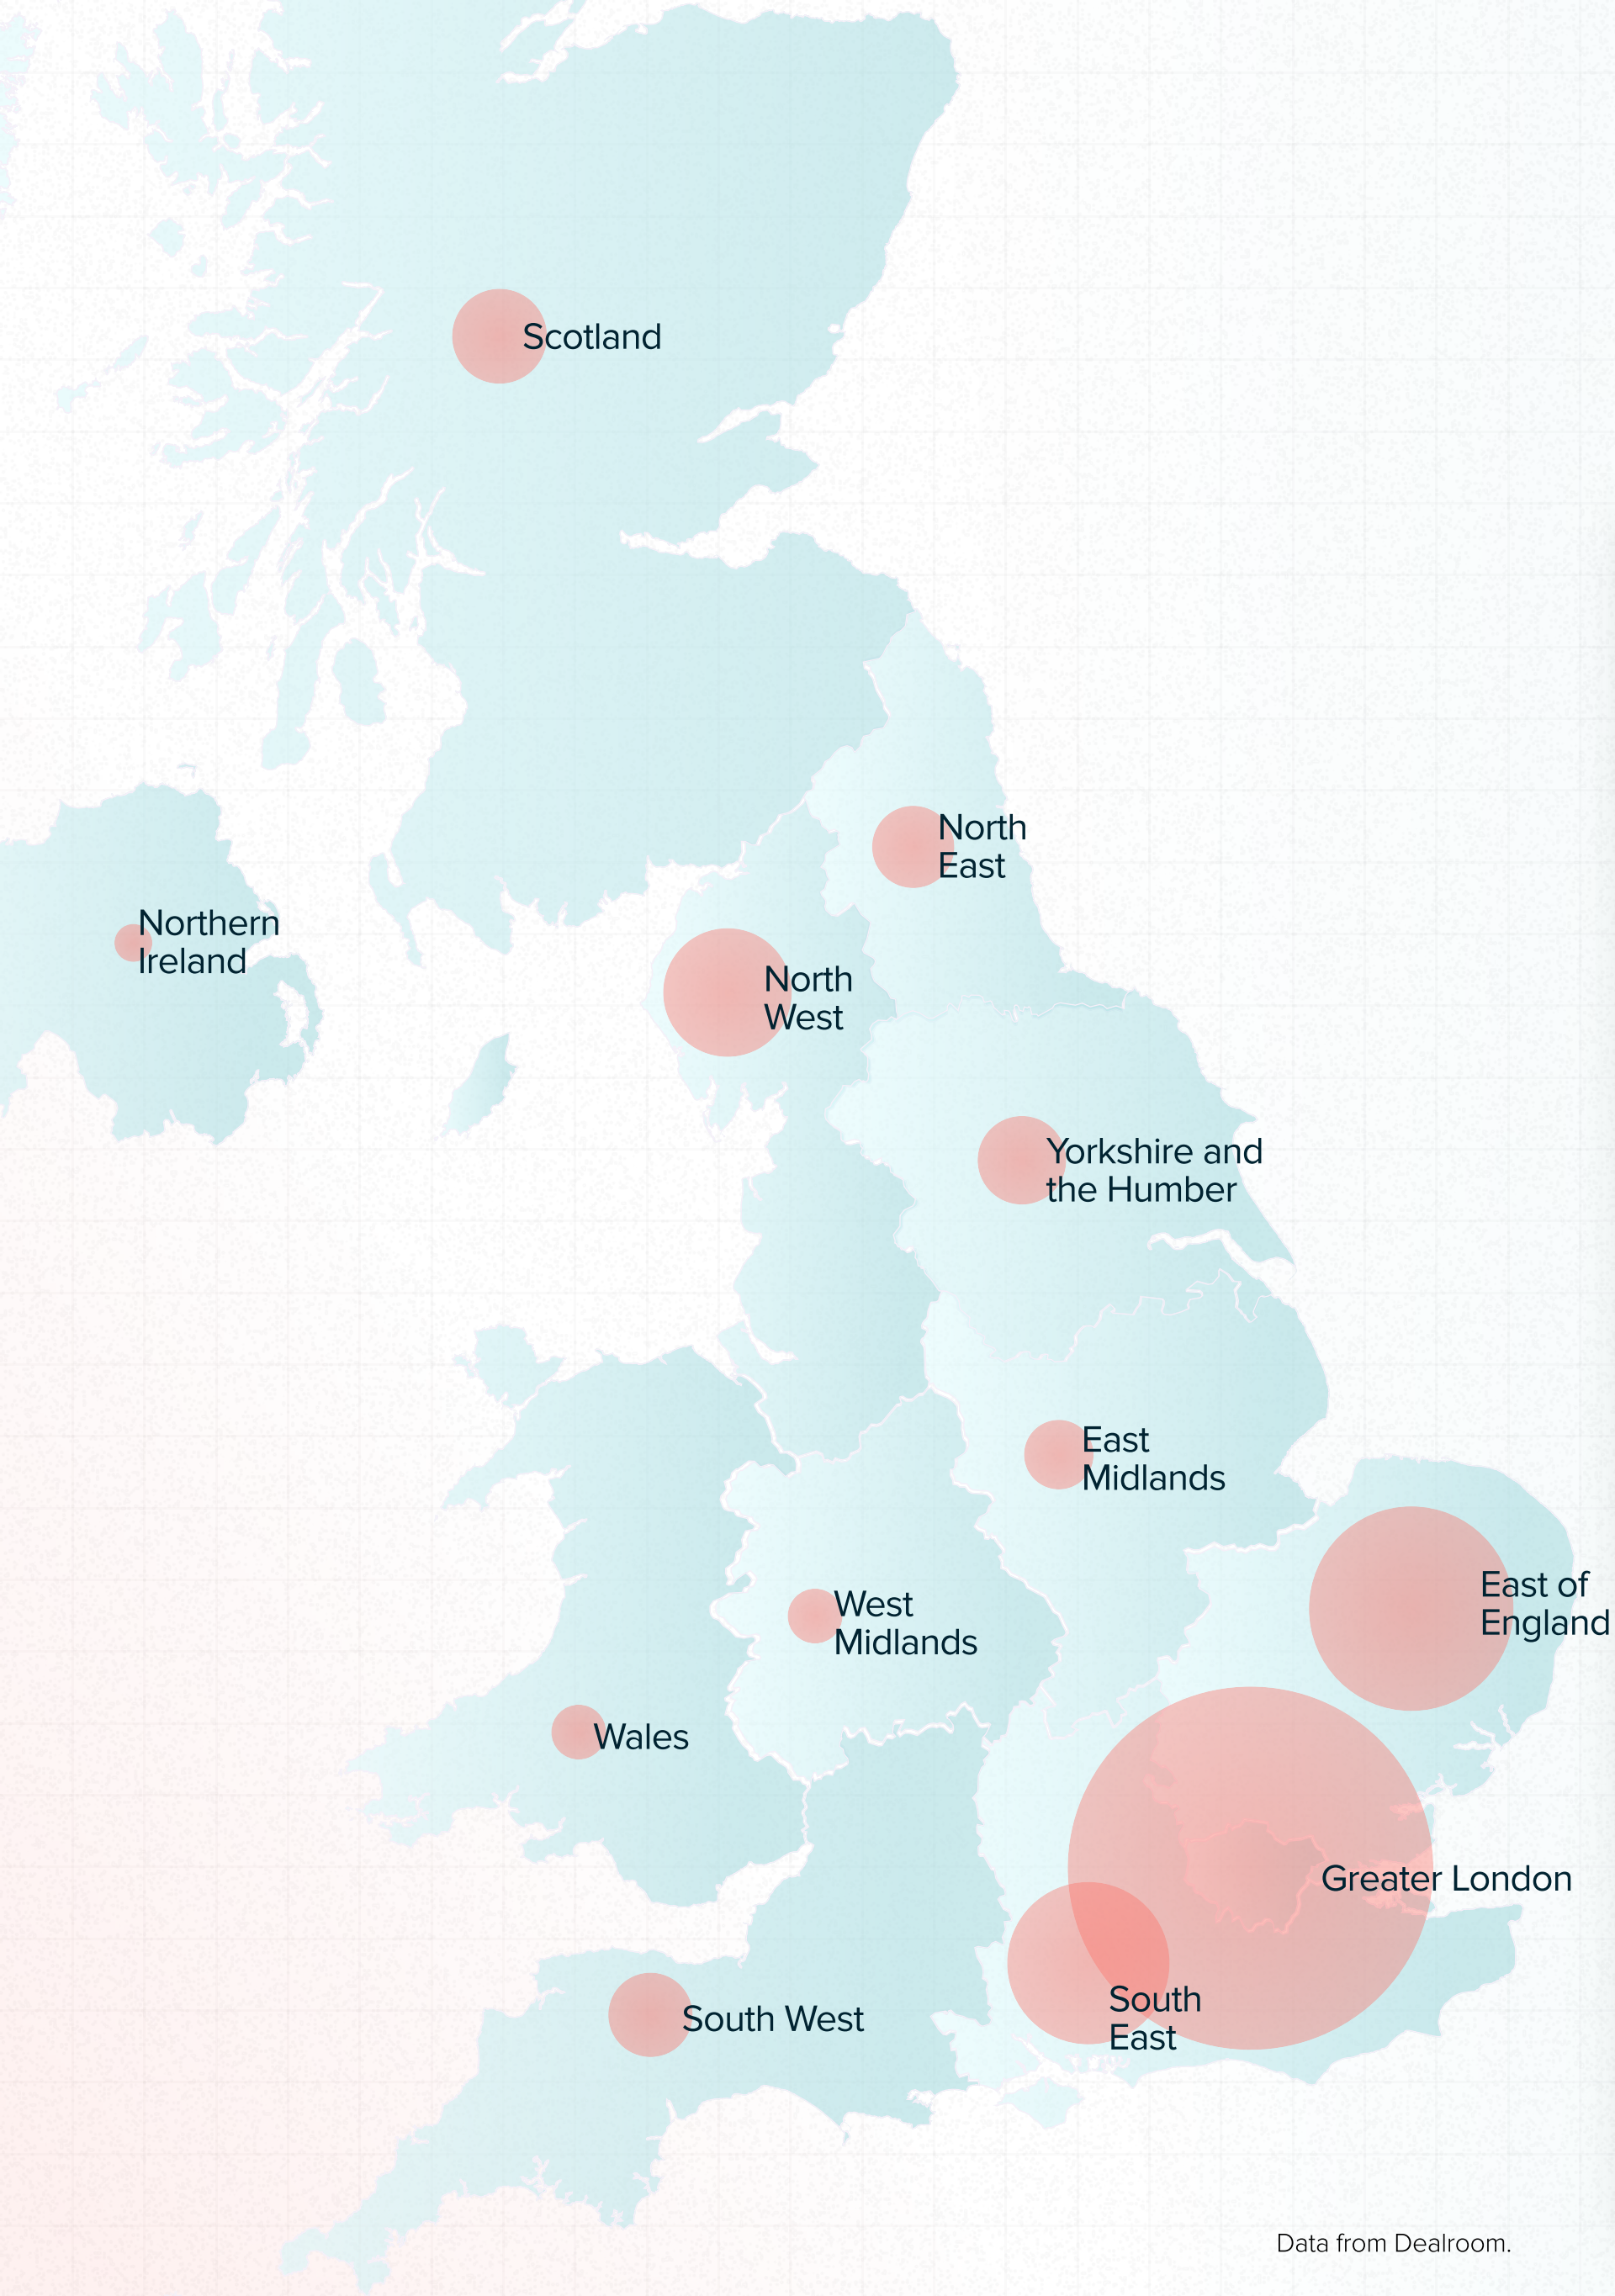 Scotland
North
East
Northern
Ireland
North
West
Yorkshire and
the Humber
East
Midlands
East of
England
West
Midlands
Wales
Greater London
South
East
South West
Data from Dealroom.